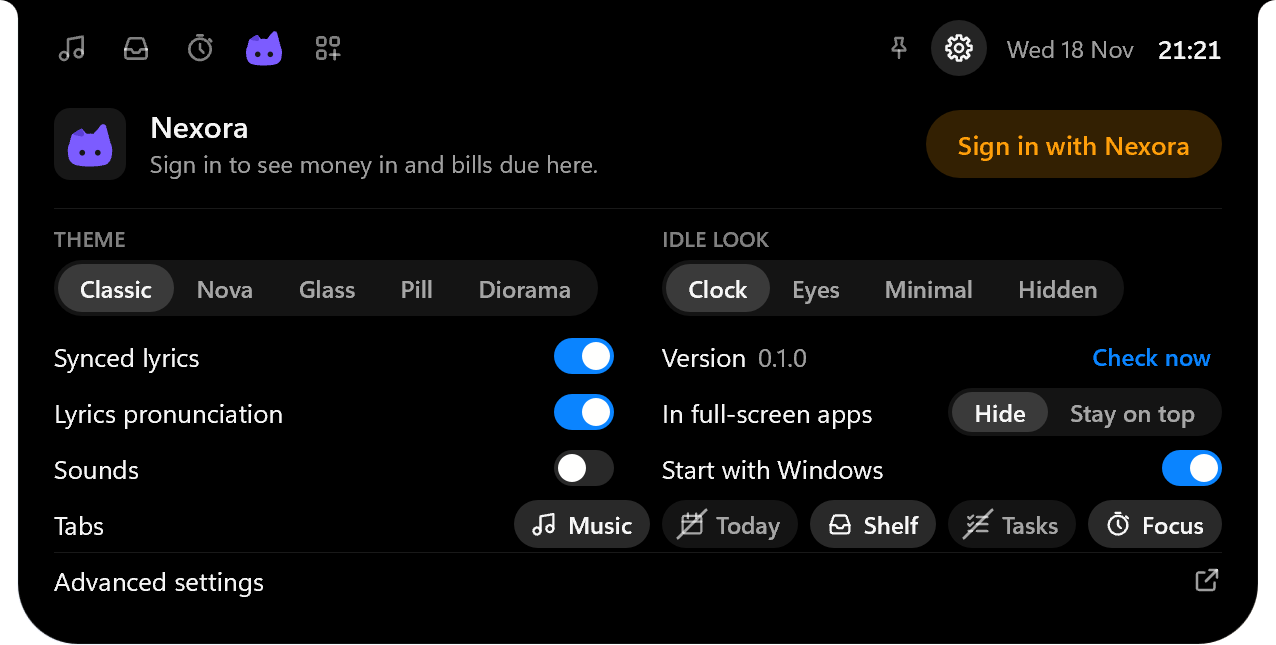 Wed 18 Nov 21:21
Nexora
Sign in to see money in and bills due here.
Sign in with Nexora
THEME
Classic Nova Glass Pill Diorama
IDLE LOOK
Clock Eyes Minimal Hidden
Synced lyrics
Lyrics pronunciation
Sounds
Version 0.1.0 Check now
In full-screen apps Hide Stay on top
Start with Windows
Tabs Music Today Shelf Tasks Focus
Advanced settings